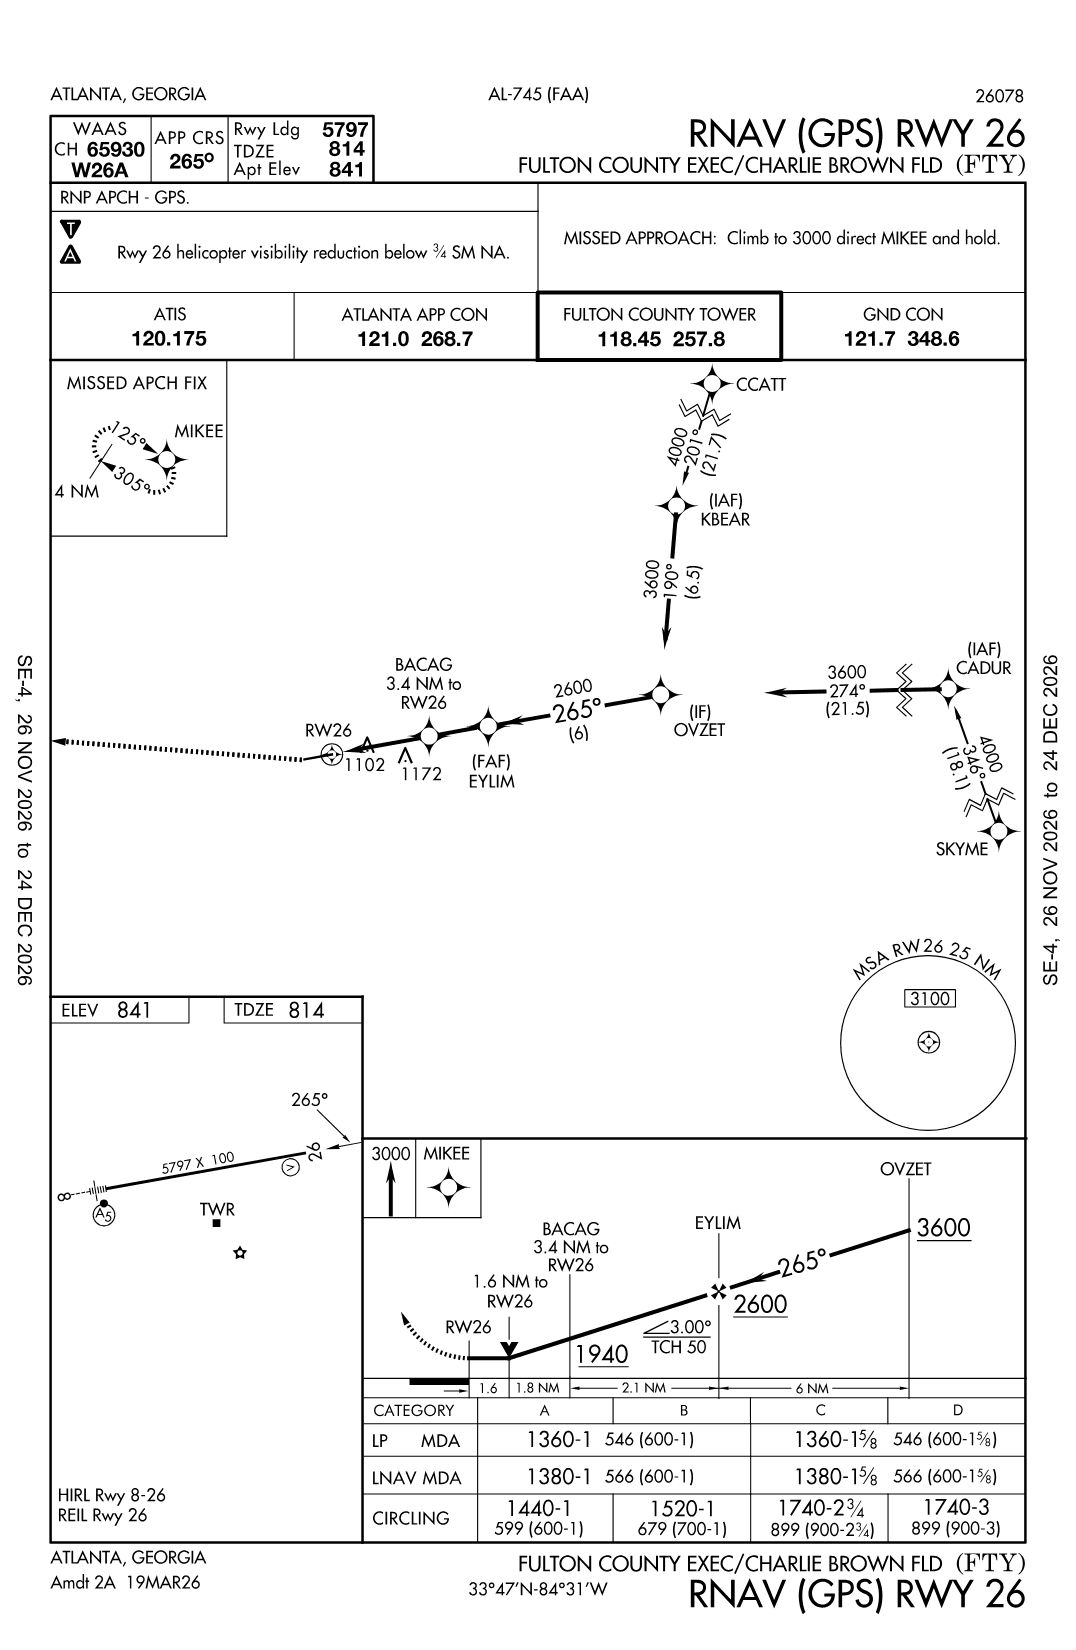 ATLANTA, GEORGIA
AL-745 (FAA)
26078
WAAS
CH 65930
W26A
APP CRS
265°
Rwy Ldg 5797
TDZE 814
Apt Elev 841
RNAV (GPS) RWY 26
FULTON COUNTY EXEC/CHARLIE BROWN FLD (FTY)
RNP APCH - GPS.
T
A
Rwy 26 helicopter visibility reduction below ¾ SM NA.
MISSED APPROACH: Climb to 3000 direct MIKEE and hold.
ATIS
120.175
ATLANTA APP CON
121.0 268.7
FULTON COUNTY TOWER
118.45 257.8
GND CON
121.7 348.6
MISSED APCH FIX
MIKEE
125°
305°
4 NM
CCATT
4000
201°
(21.7)
(IAF)
KBEAR
3600
190°
(6.5)
(IAF)
CADUR
3600
274°
(21.5)
4000
346°
(18.1)
SKYME
BACAG
3.4 NM to
RW26
2600
265°
(6)
(IF)
OVZET
RW26
1102
1172
(FAF)
EYLIM
SE-4, 26 NOV 2026 to 24 DEC 2026
SE-4, 26 NOV 2026 to 24 DEC 2026
MSA RW26 25 NM
3100
ELEV 841
TDZE 814
265°
26
5797 X 100
8
A5
V
TWR
HIRL Rwy 8-26
REIL Rwy 26
3000
MIKEE
OVZET
EYLIM
BACAG
3.4 NM to
RW26
1.6 NM to
RW26
RW26
3600
265°
2600
3.00°
TCH 50
1940
1.6
1.8 NM
2.1 NM
6 NM
CATEGORY A B C D
LP MDA 1360-1 546 (600-1) 1360-1⅝ 546 (600-1⅝)
LNAV MDA 1380-1 566 (600-1) 1380-1⅝ 566 (600-1⅝)
CIRCLING
1440-1
599 (600-1)
1520-1
679 (700-1)
1740-2¾
899 (900-2¾)
1740-3
899 (900-3)
ATLANTA, GEORGIA
Amdt 2A 19MAR26
33°47'N-84°31'W
FULTON COUNTY EXEC/CHARLIE BROWN FLD (FTY)
RNAV (GPS) RWY 26